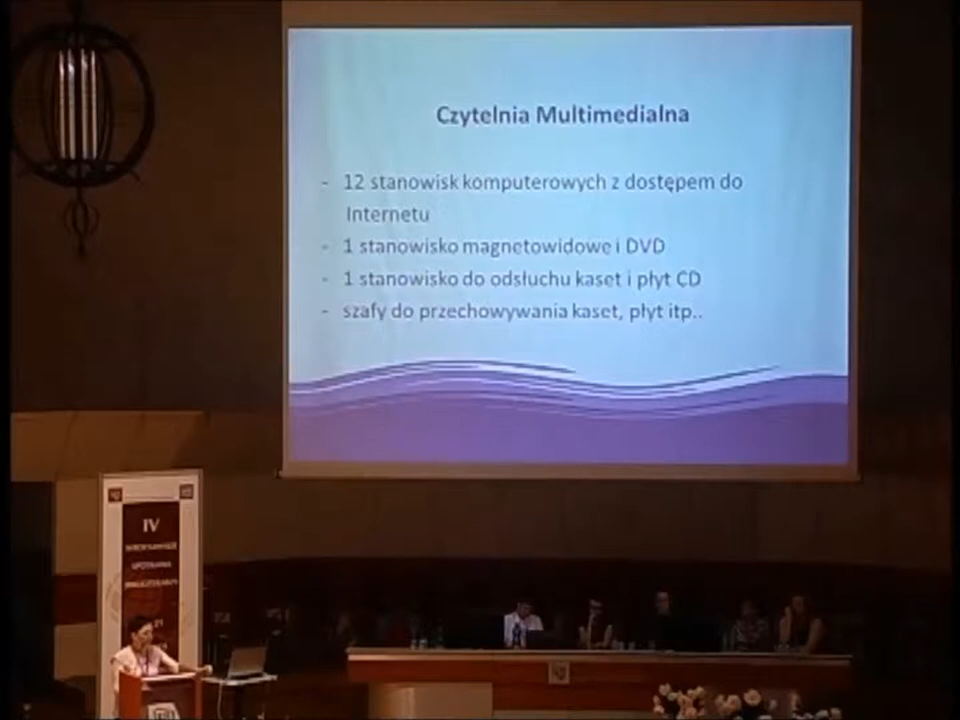 Czytelnia Multimedialna
- 12 stanowisk komputerowych z dostępem do
Internetu
- 1 stanowisko magnetowidowe i DVD
- 1 stanowisko do odsłuchu kaset i płyt CD
- szafy do przechowywania kaset, płyt itp..
IV
SPOTKANIA